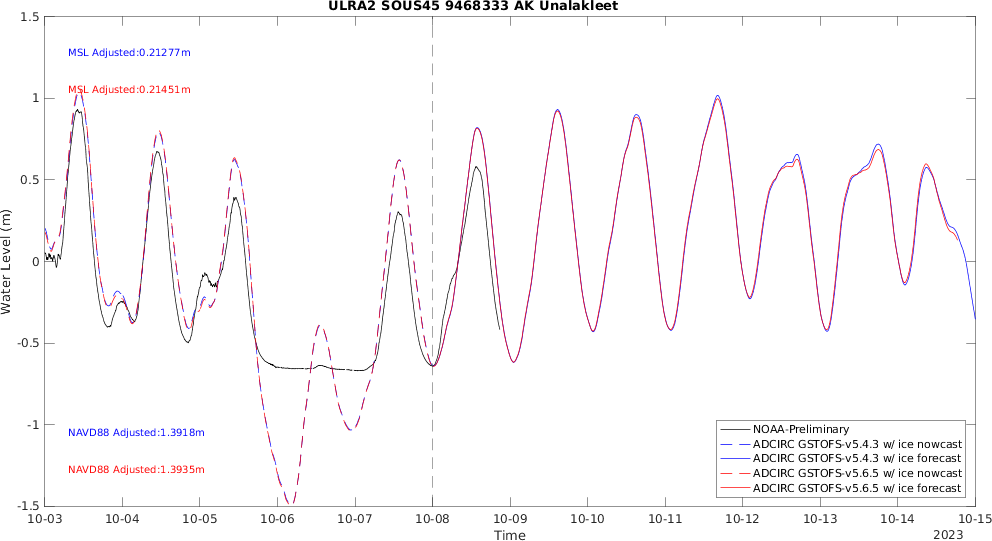 ULRA2 SOUS45 9468333 AK Unalakleet
1.5
1
0.5
0
-0.5
-1
-1.5
Water Level (m)
MSL Adjusted:0.21277m
MSL Adjusted:0.21451m
NAVD88 Adjusted:1.3918m
NAVD88 Adjusted:1.3935m
NOAA-Preliminary
ADCIRC GSTOFS-v5.4.3 w/ ice nowcast
ADCIRC GSTOFS-v5.4.3 w/ ice forecast
ADCIRC GSTOFS-v5.6.5 w/ ice nowcast
ADCIRC GSTOFS-v5.6.5 w/ ice forecast
10-03 10-04 10-05 10-06 10-07 10-08 10-09 10-10 10-11 10-12 10-13 10-14 10-15
Time
2023